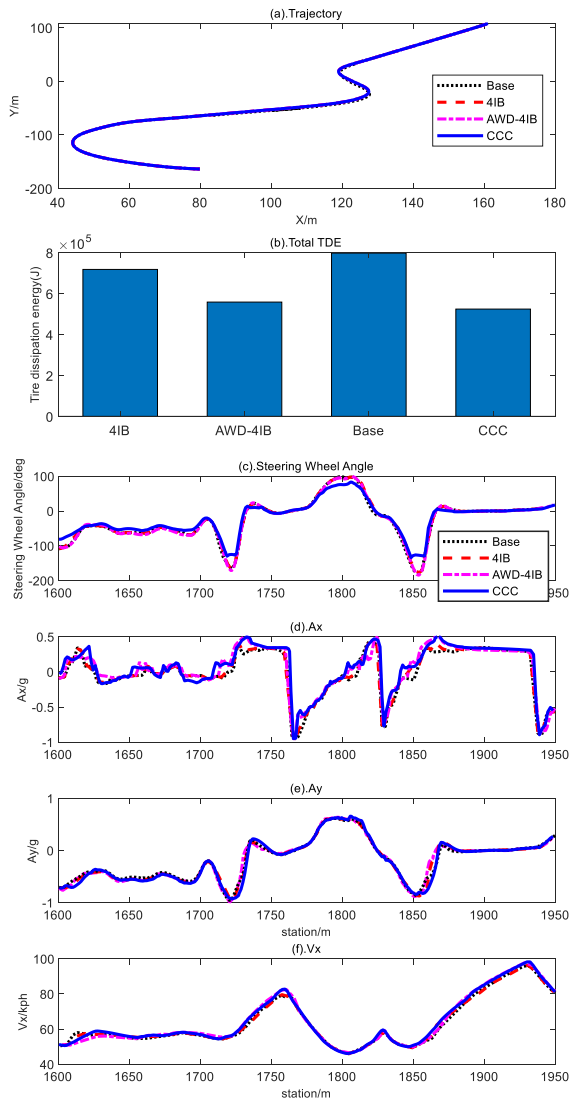 (a).Trajectory
100
0
-100
-200
Y/m
40 60 80 100 120 140 160 180
X/m
Base
4IB
AWD-4IB
CCC
(b).Total TDE
×10^5
8
6
4
2
0
Tire dissipation energy(J)
4IB AWD-4IB Base CCC
(c).Steering Wheel Angle
100
0
-100
-200
Steering Wheel Angle/deg
1600 1650 1700 1750 1800 1850 1900 1950
Base
4IB
AWD-4IB
CCC
(d).Ax
0.5
0
-0.5
-1
Ax/g
1600 1650 1700 1750 1800 1850 1900 1950
(e).Ay
1
0
-1
Ay/g
1600 1650 1700 1750 1800 1850 1900 1950
station/m
(f).Vx
100
80
60
40
Vx/kph
1600 1650 1700 1750 1800 1850 1900 1950
station/m